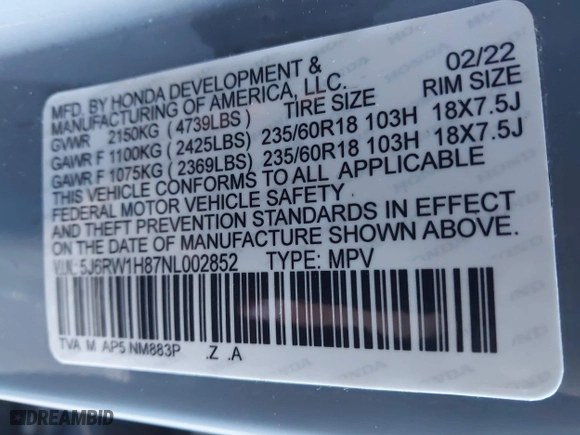 MFD. BY HONDA DEVELOPMENT & 02/22
MANUFACTURING OF AMERICA, LLC. TIRE SIZE RIM SIZE
GVWR 2150KG (4739LBS)
GAWR F 1100KG (2425LBS) 235/60R18 103H 18X7.5J
GAWR F 1075KG (2369LBS) 235/60R18 103H 18X7.5J
THIS VEHICLE CONFORMS TO ALL APPLICABLE
FEDERAL MOTOR VEHICLE SAFETY
AND THEFT PREVENTION STANDARDS IN EFFECT
ON THE DATE OF MANUFACTURE SHOWN ABOVE.
V.I.N.: 5J6RW1H87NL002852 TYPE: MPV
TVA M AP5 NM883P .Z .A
DREAMBID